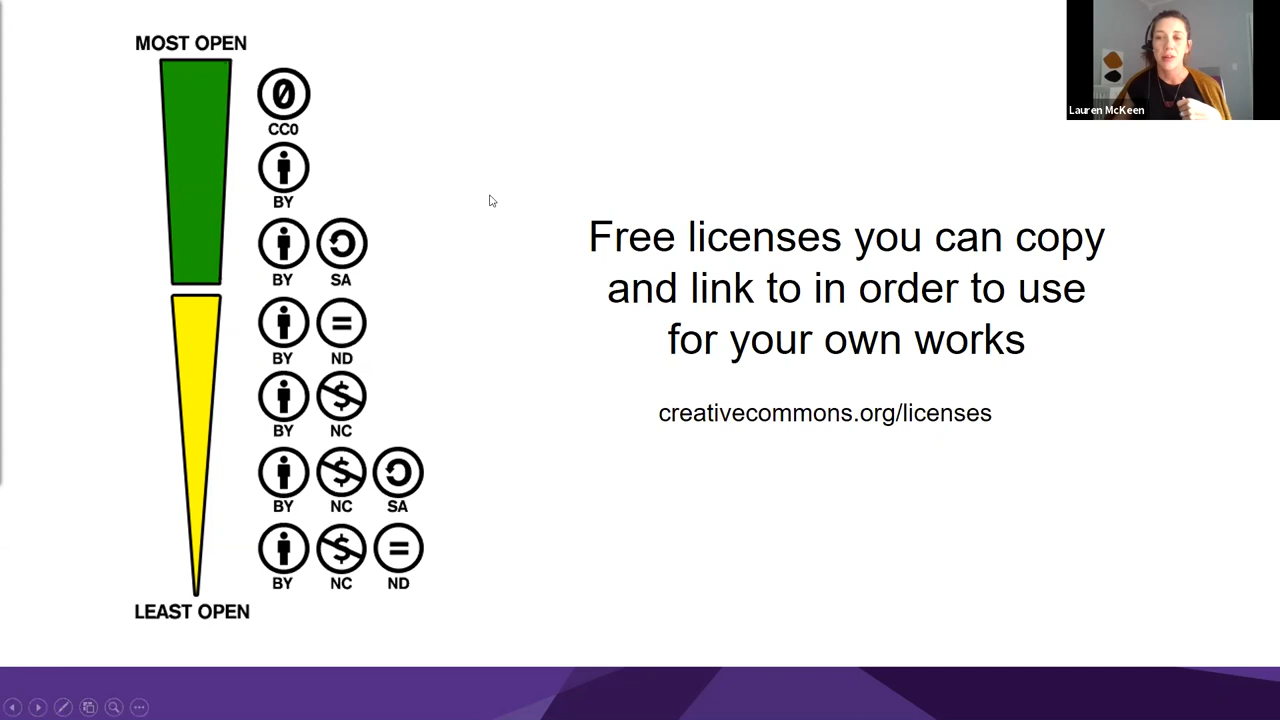 MOST OPEN
CC0
BY
BY SA
BY ND
BY NC
BY NC SA
BY NC ND
LEAST OPEN
Free licenses you can copy
and link to in order to use
for your own works
creativecommons.org/licenses
Lauren McKeen